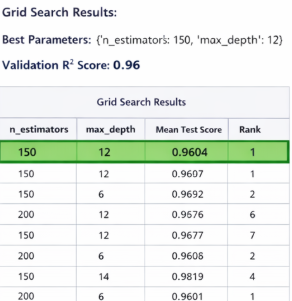 Grid Search Results:
Best Parameters: {'n_estimators: 150, 'max_depth': 12}
Validation R² Score: 0.96
Grid Search Results
n_estimators max_depth Mean Test Score Rank
150 12 0.9604 1
150 12 0.9607 1
150 6 0.9692 2
200 12 0.9576 6
150 12 0.9677 7
200 6 0.9608 2
150 14 0.9819 4
200 6 0.9601 1